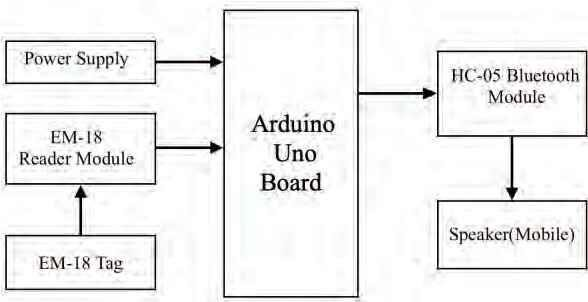 Power Supply
EM-18
Reader Module
EM-18 Tag
Arduino
Uno
Board
HC-05 Bluetooth
Module
Speaker(Mobile)